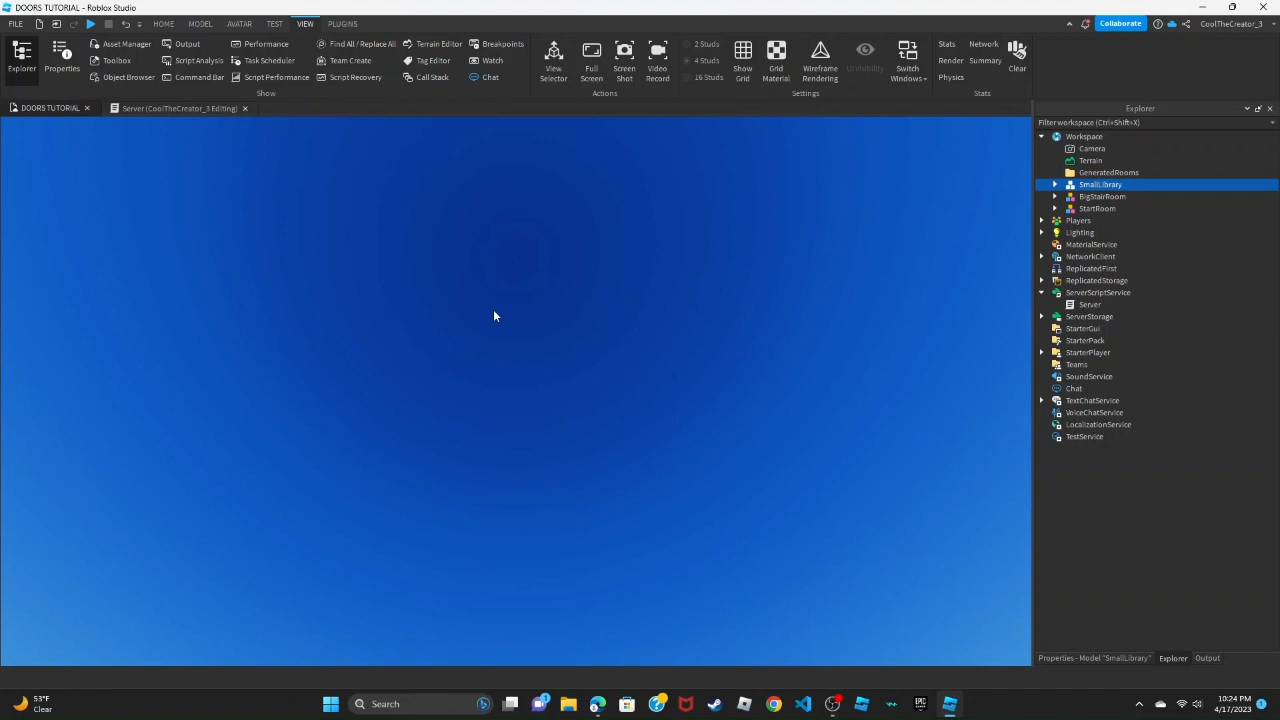 DOORS TUTORIAL - Roblox Studio
FILE HOME MODEL AVATAR TEST VIEW PLUGINS Collaborate CoolTheCreator_3
Explorer Properties
Asset Manager Output Performance Find All / Replace All Terrain Editor Breakpoints
Toolbox Script Analysis Task Scheduler Team Create Tag Editor Watch
Object Browser Command Bar Script Performance Script Recovery Call Stack Chat
View Selector Full Screen Screen Shot Video Record
2 Studs
4 Studs
16 Studs
Show Grid Grid Material Wireframe Rendering UI Visibility Switch Windows
Stats Network
Render Summary
Physics
Clear
Show Actions Settings Stats
DOORS TUTORIAL Server (CoolTheCreator_3 Editing)
Explorer
Filter workspace (Ctrl+Shift+X)
Workspace
Camera
Terrain
GeneratedRooms
SmallLibrary
BigStairRoom
StartRoom
Players
Lighting
MaterialService
NetworkClient
ReplicatedFirst
ReplicatedStorage
ServerScriptService
Server
ServerStorage
StarterGui
StarterPack
StarterPlayer
Teams
SoundService
Chat
TextChatService
VoiceChatService
LocalizationService
TestService
Properties - Model "SmallLibrary" Explorer Output
53°F
Clear
Search
10:24 PM
4/17/2023